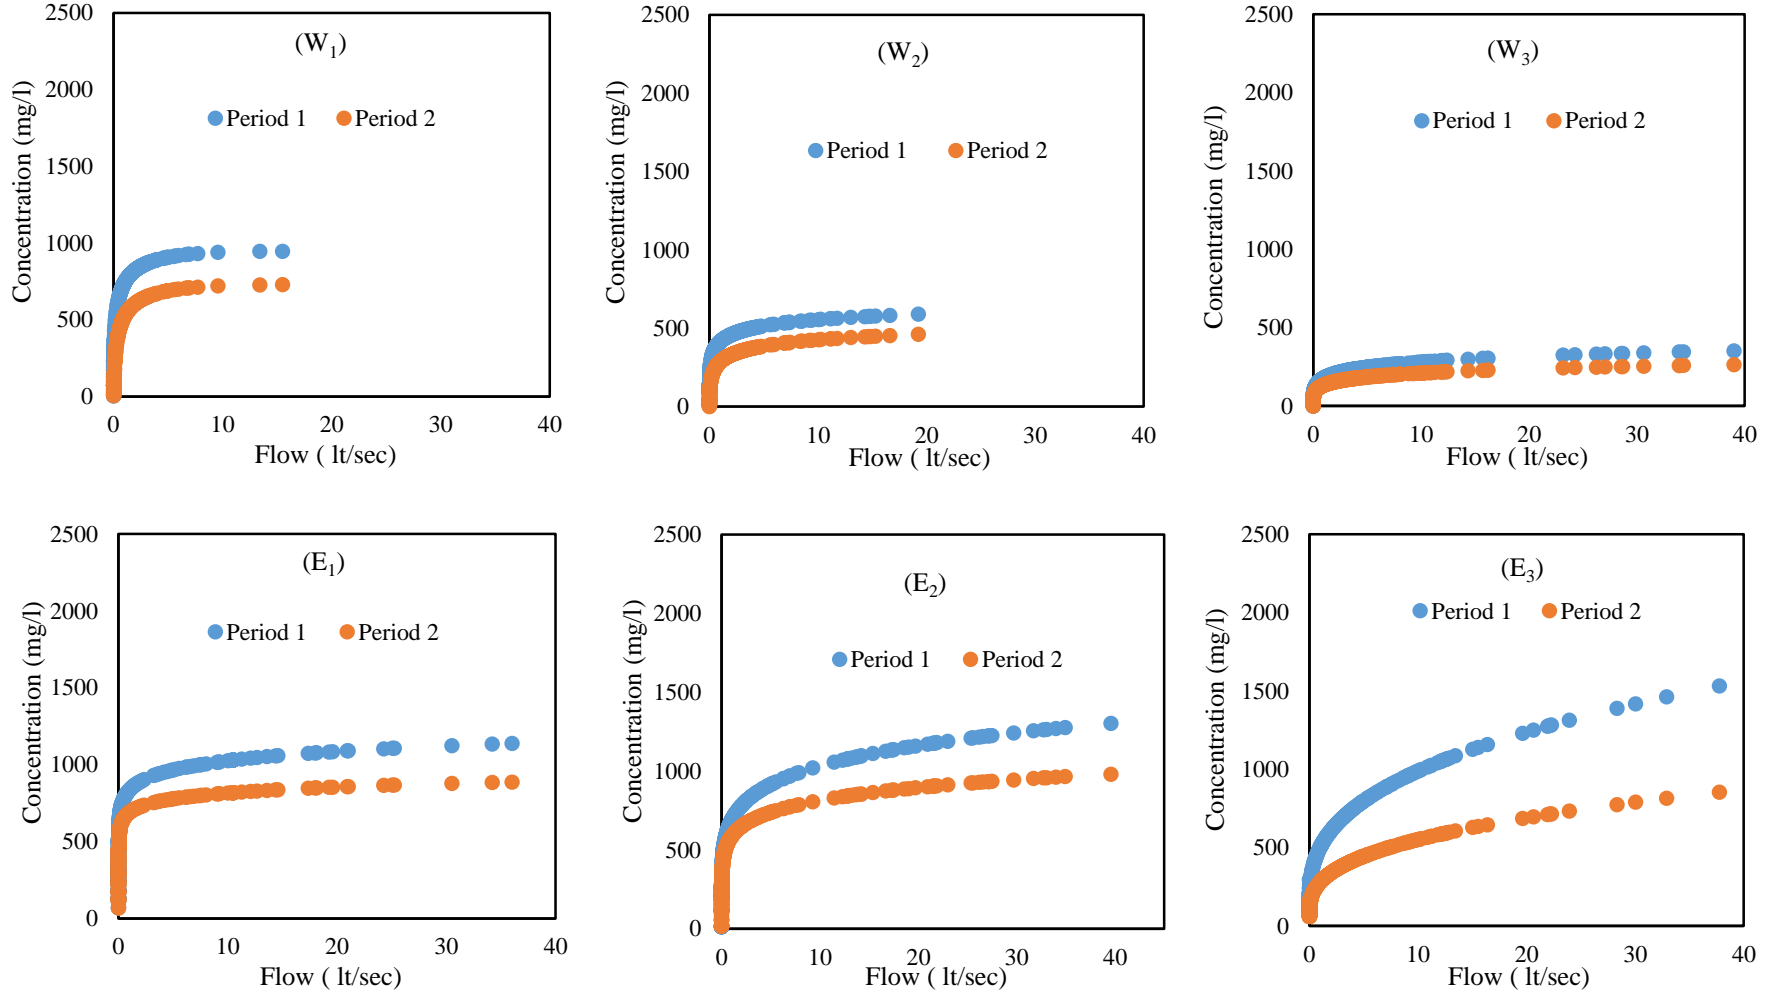 (W1)
Period 1 Period 2
Concentration (mg/l)
2500
2000
1500
1000
500
0
0 10 20 30 40
Flow ( lt/sec)
(W2)
Period 1 Period 2
Concentration (mg/l)
2500
2000
1500
1000
500
0
0 10 20 30 40
Flow ( lt/sec)
(W3)
Period 1 Period 2
Concentration (mg/l)
2500
2000
1500
1000
500
0
0 10 20 30 40
Flow ( lt/sec)
(E1)
Period 1 Period 2
Concentration (mg/l)
2500
2000
1500
1000
500
0
0 10 20 30 40
Flow ( lt/sec)
(E2)
Period 1 Period 2
Concentration (mg/l)
2500
2000
1500
1000
500
0
0 10 20 30 40
Flow ( lt/sec)
(E3)
Period 1 Period 2
Concentration (mg/l)
2500
2000
1500
1000
500
0
0 10 20 30 40
Flow ( lt/sec)